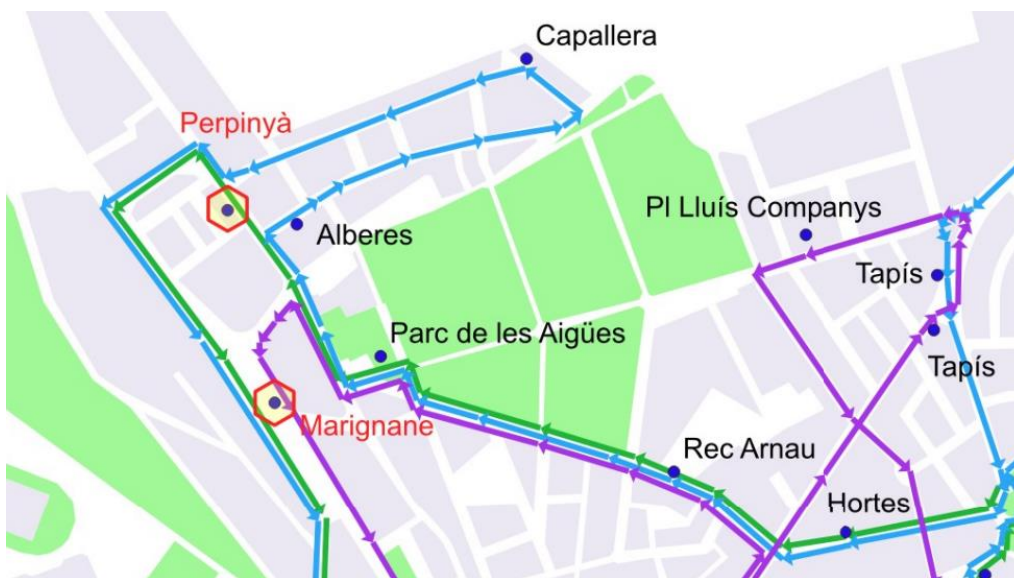 Capallera
Perpinyà
Alberes
Pl Lluís Companys
Tapís
Parc de les Aigües
Tapís
Marignane
Rec Arnau
Hortes